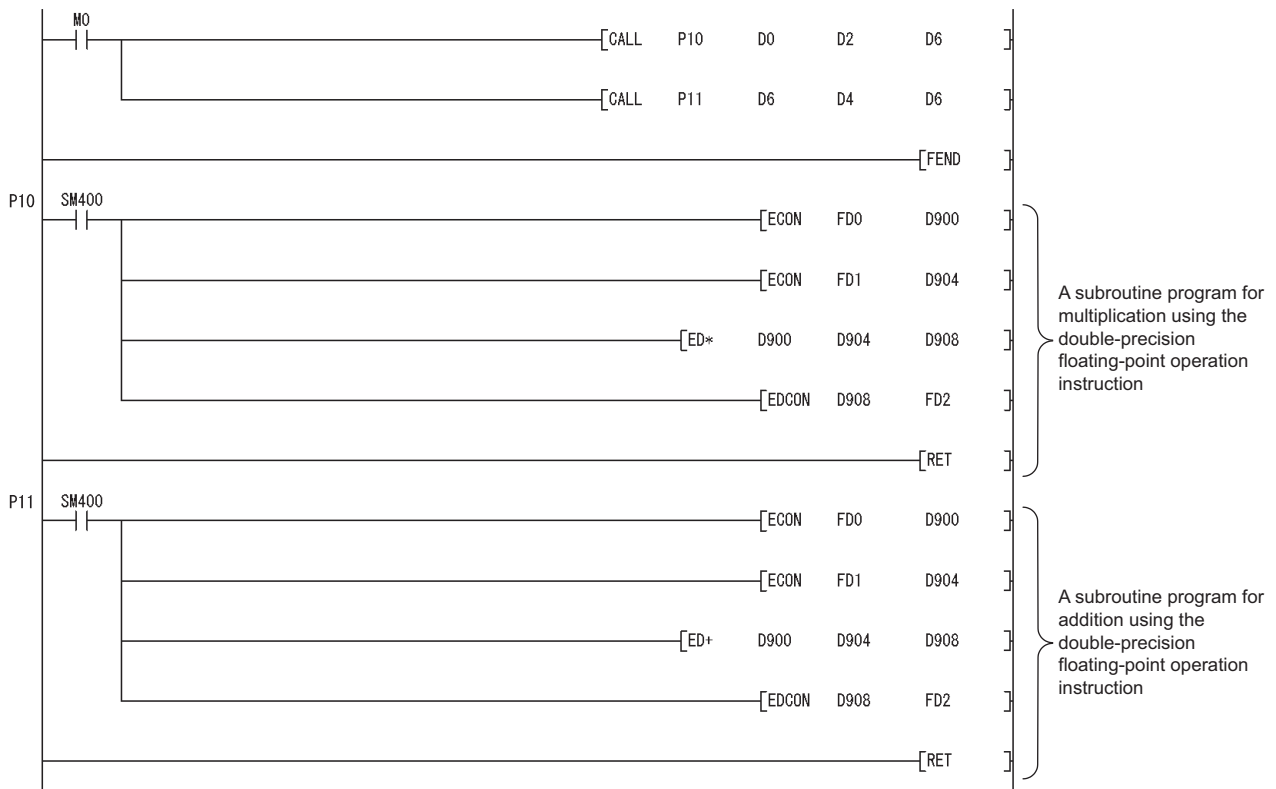 M0
[CALL P10 D0 D2 D6 ]
[CALL P11 D6 D4 D6 ]
[FEND ]
P10 SM400
[ECON FD0 D900 ]
[ECON FD1 D904 ]
[ED* D900 D904 D908 ]
[EDCON D908 FD2 ]
[RET ]
A subroutine program for
multiplication using the
double-precision
floating-point operation
instruction
P11 SM400
[ECON FD0 D900 ]
[ECON FD1 D904 ]
[ED+ D900 D904 D908 ]
[EDCON D908 FD2 ]
[RET ]
A subroutine program for
addition using the
double-precision
floating-point operation
instruction